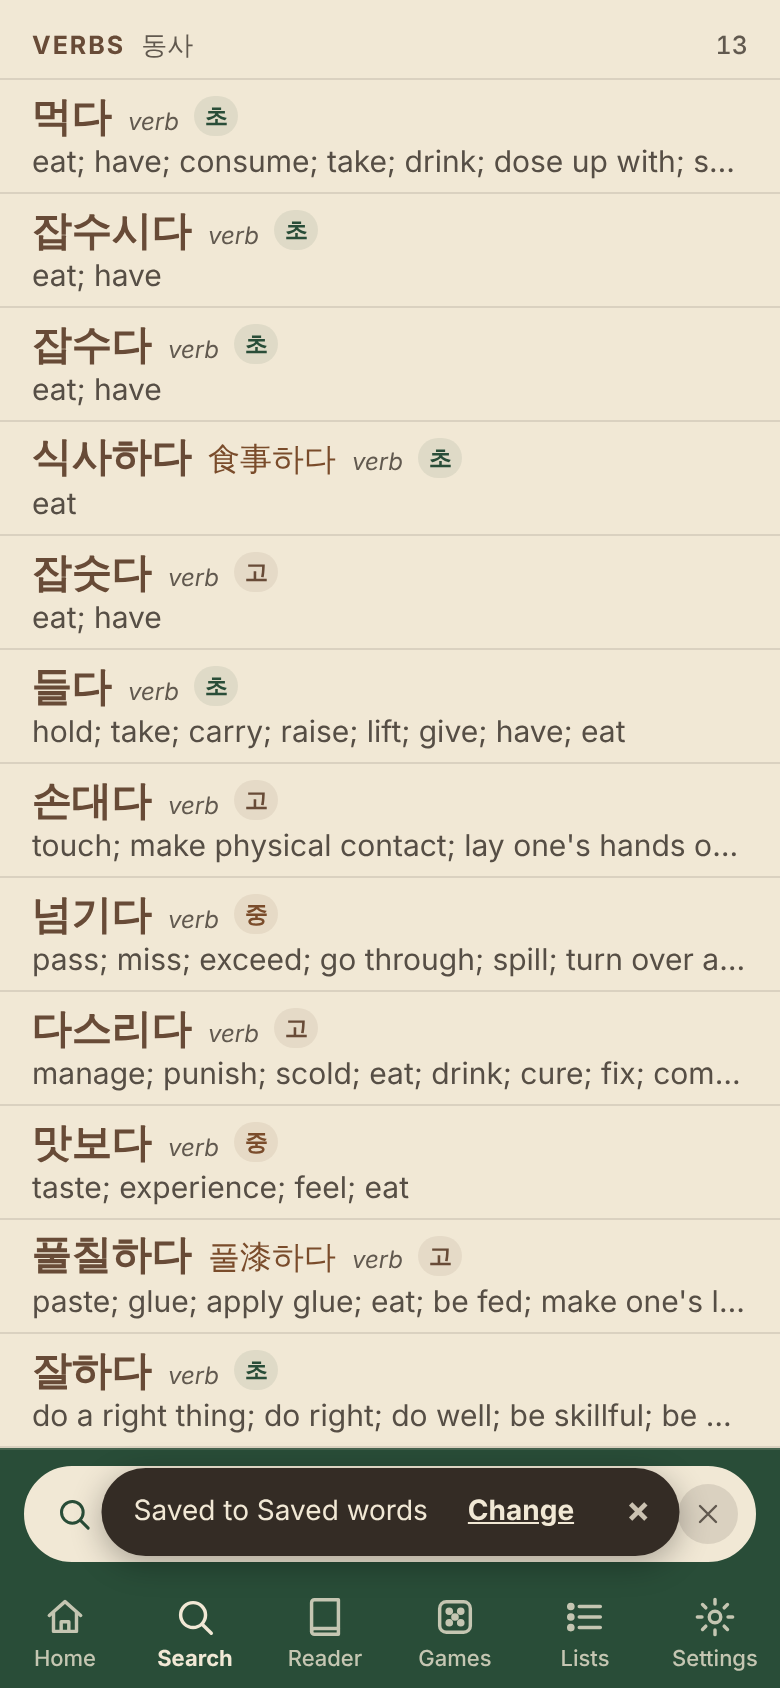 VERBS 동사 13
먹다 verb 초
eat; have; consume; take; drink; dose up with; s...
잡수시다 verb 초
eat; have
잡수다 verb 초
eat; have
식사하다 食事하다 verb 초
eat
잡숫다 verb 고
eat; have
들다 verb 초
hold; take; carry; raise; lift; give; have; eat
손대다 verb 고
touch; make physical contact; lay one's hands o...
넘기다 verb 중
pass; miss; exceed; go through; spill; turn over a...
다스리다 verb 고
manage; punish; scold; eat; drink; cure; fix; com...
맛보다 verb 중
taste; experience; feel; eat
풀칠하다 풀漆하다 verb 고
paste; glue; apply glue; eat; be fed; make one's l...
잘하다 verb 초
do a right thing; do right; do well; be skillful; be ...
Saved to Saved words Change
Home Search Reader Games Lists Settings